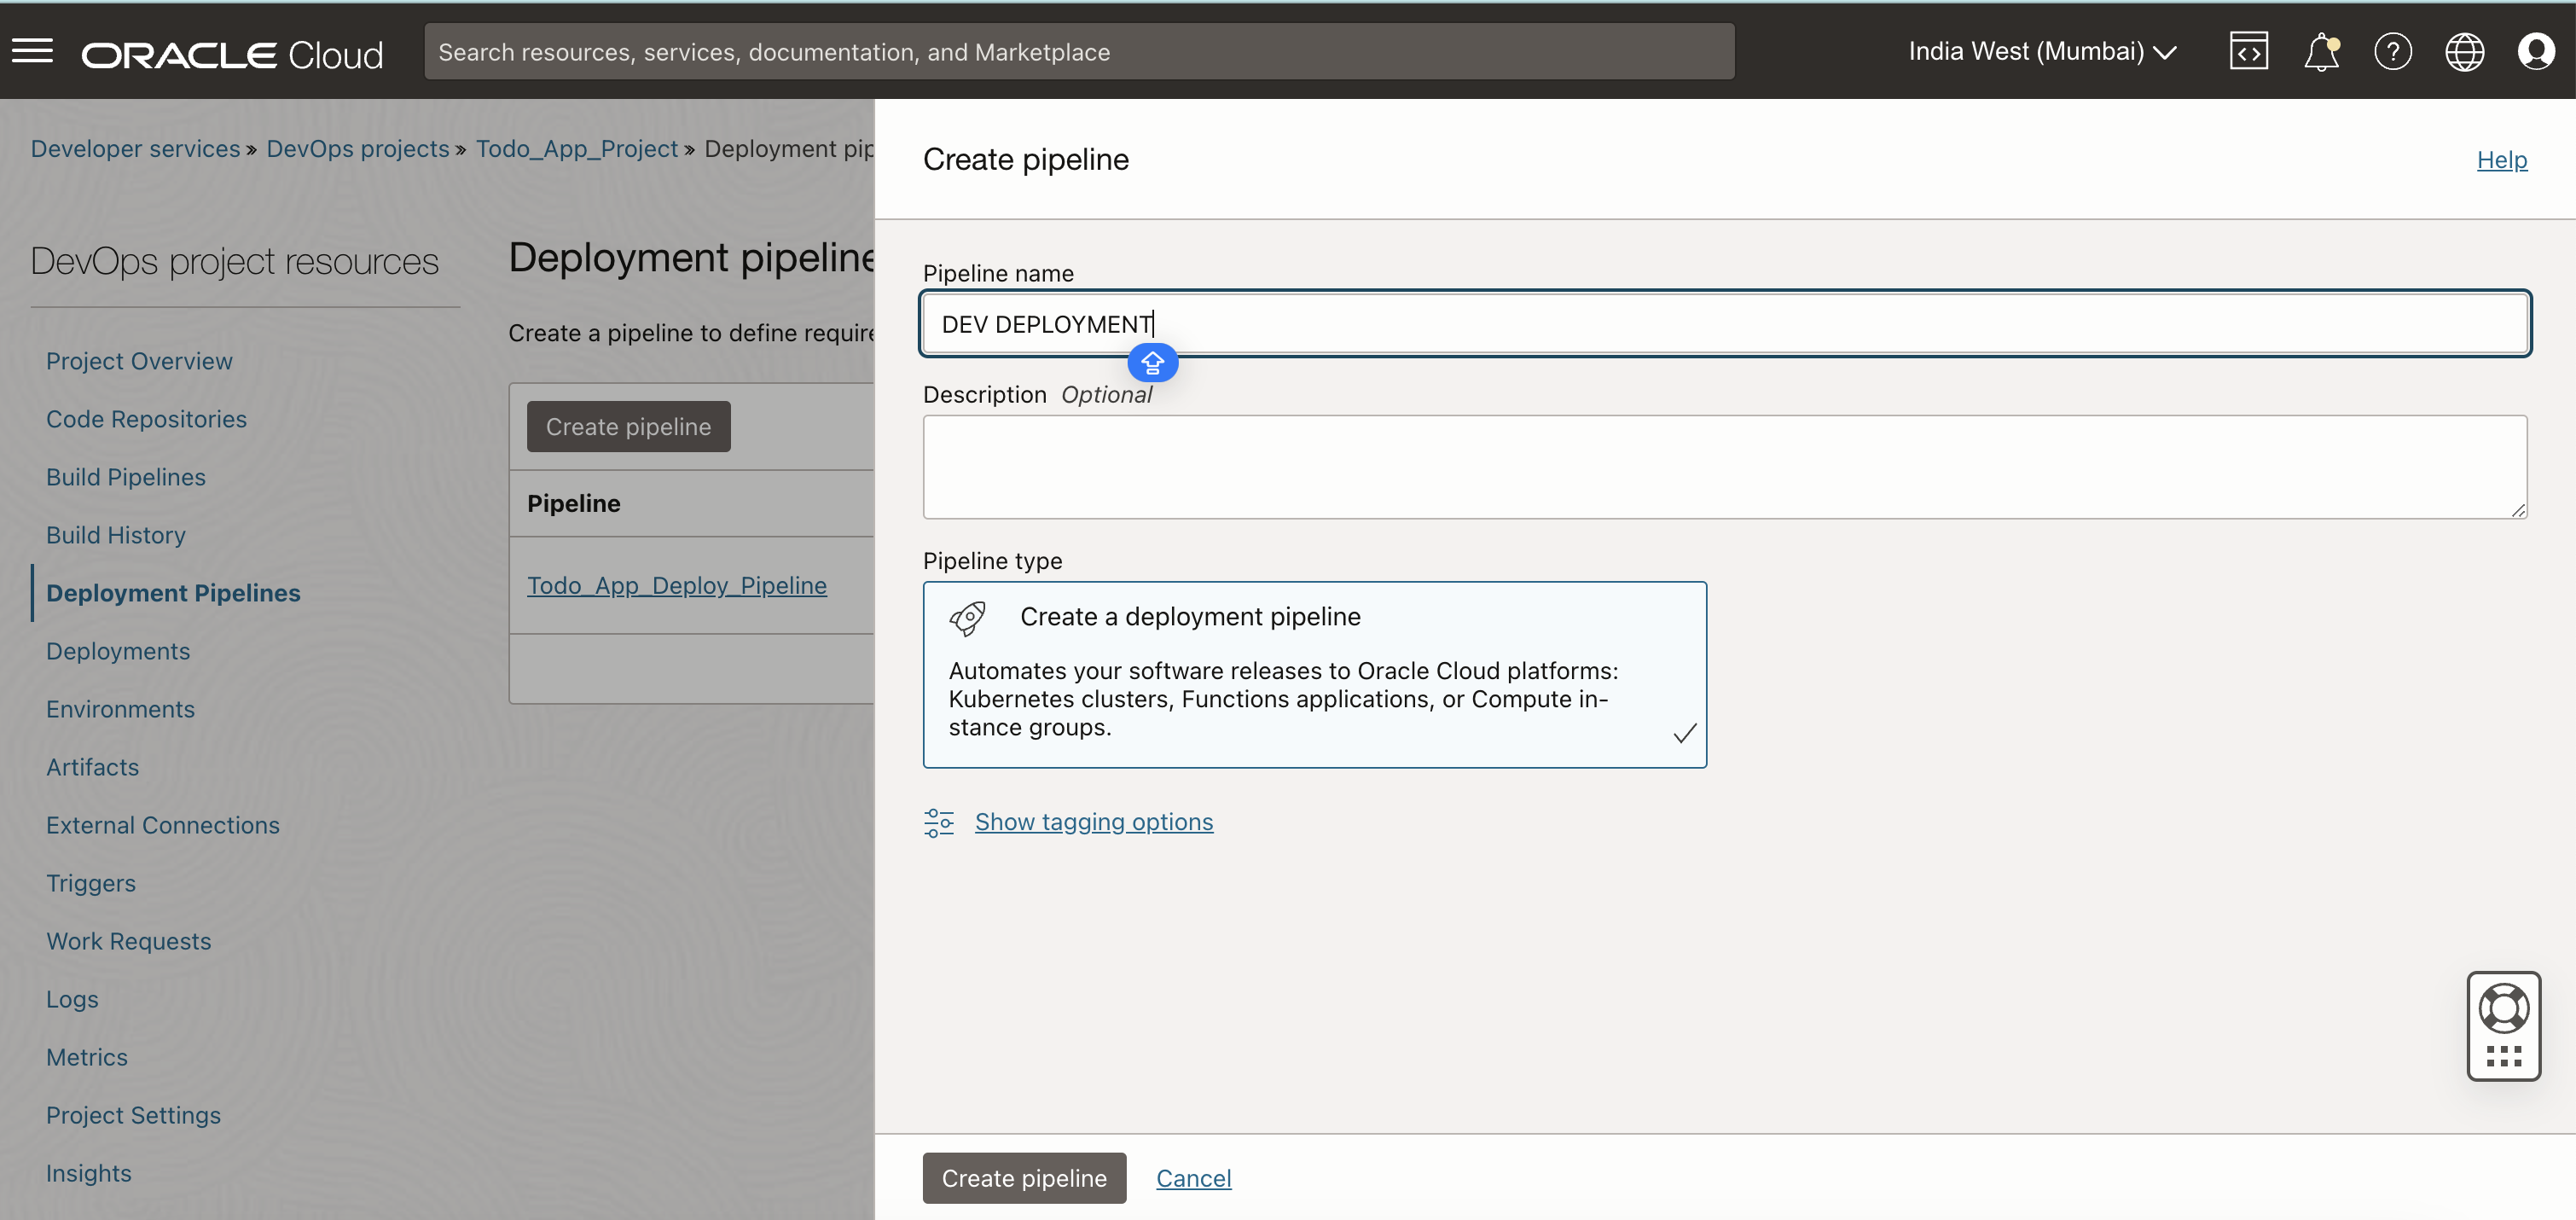 ORACLE Cloud
Search resources, services, documentation, and Marketplace
India West (Mumbai)
Developer services » DevOps projects » Todo_App_Project » Deployment pip
DevOps project resources
Project Overview
Code Repositories
Build Pipelines
Build History
Deployment Pipelines
Deployments
Environments
Artifacts
External Connections
Triggers
Work Requests
Logs
Metrics
Project Settings
Insights
Deployment pipeline
Create a pipeline to define require
Create pipeline
Pipeline
Todo_App_Deploy_Pipeline
Create pipeline
Help
Pipeline name
DEV DEPLOYMENT
Description Optional
Pipeline type
Create a deployment pipeline
Automates your software releases to Oracle Cloud platforms:
Kubernetes clusters, Functions applications, or Compute in-
stance groups.
Show tagging options
Create pipeline
Cancel